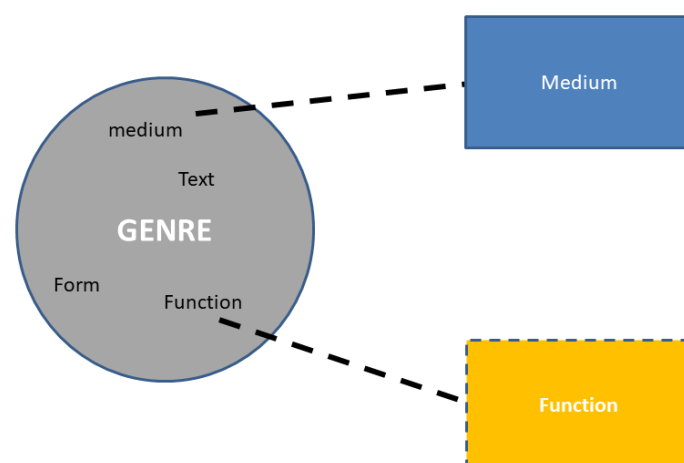 Medium
medium
Text
GENRE
Form
Function
Function